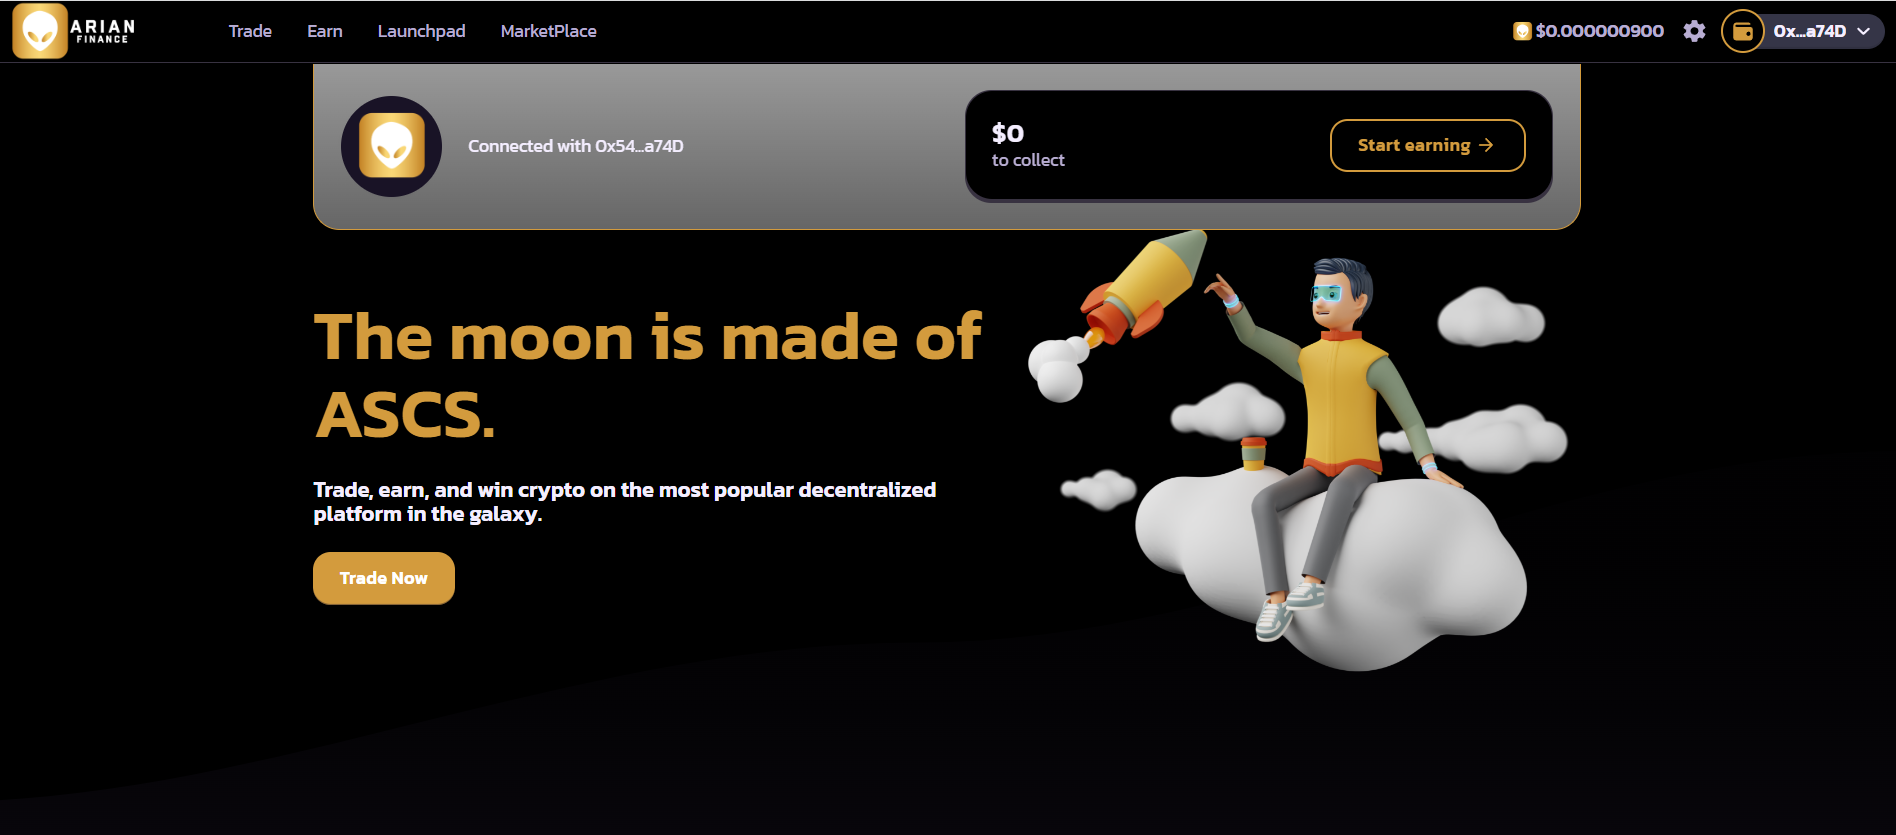 ARIAN
FINANCE
Trade Earn Launchpad MarketPlace
$0.000000900
0x...a74D
Connected with 0x54...a74D
$0
to collect
Start earning
The moon is made of
ASCS.
Trade, earn, and win crypto on the most popular decentralized
platform in the galaxy.
Trade Now